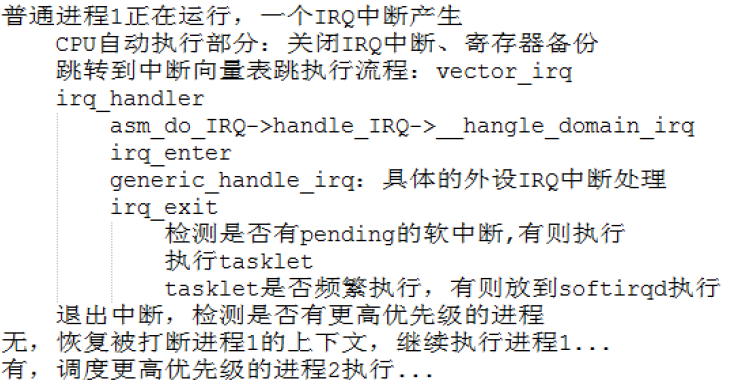 普通进程1正在运行，一个IRQ中断产生
CPU自动执行部分：关闭IRQ中断、寄存器备份
跳转到中断向量表跳执行流程：vector_irq
irq_handler
asm_do_IRQ->handle_IRQ->__hangle_domain_irq
irq_enter
generic_handle_irq：具体的外设IRQ中断处理
irq_exit
检测是否有pending的软中断,有则执行
执行tasklet
tasklet是否频繁执行，有则放到softirqd执行
退出中断，检测是否有更高优先级的进程
无，恢复被打断进程1的上下文，继续执行进程1...
有，调度更高优先级的进程2执行...